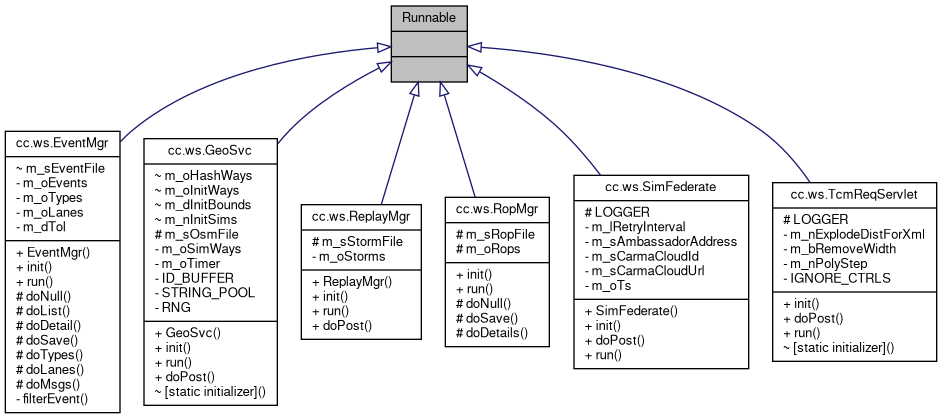 Runnable
cc.ws.EventMgr
~ m_sEventFile
- m_oEvents
- m_oTypes
- m_oLanes
- m_dTol
+ EventMgr()
+ init()
+ run()
# doNull()
# doList()
# doDetail()
# doSave()
# doTypes()
# doLanes()
# doMsgs()
- filterEvent()
cc.ws.GeoSvc
~ m_oHashWays
~ m_oInitWays
~ m_dInitBounds
~ m_nInitSims
# m_sOsmFile
- m_oSimWays
- m_oTimer
- ID_BUFFER
- STRING_POOL
- RNG
+ GeoSvc()
+ init()
+ run()
+ doPost()
~ [static initializer]()
cc.ws.ReplayMgr
# m_sStormFile
- m_oStorms
+ ReplayMgr()
+ init()
+ run()
+ doPost()
cc.ws.RopMgr
# m_sRopFile
# m_oRops
+ init()
+ run()
# doNull()
# doSave()
# doDetails()
cc.ws.SimFederate
# LOGGER
- m_lRetryInterval
- m_sAmbassadorAddress
- m_sCarmaCloudId
- m_sCarmaCloudUrl
- m_oTs
+ SimFederate()
+ init()
+ doPost()
+ run()
cc.ws.TcmReqServlet
# LOGGER
- m_nExplodeDistForXml
- m_bRemoveWidth
- m_nPolyStep
- IGNORE_CTRLS
+ init()
+ doPost()
+ run()
~ [static initializer]()